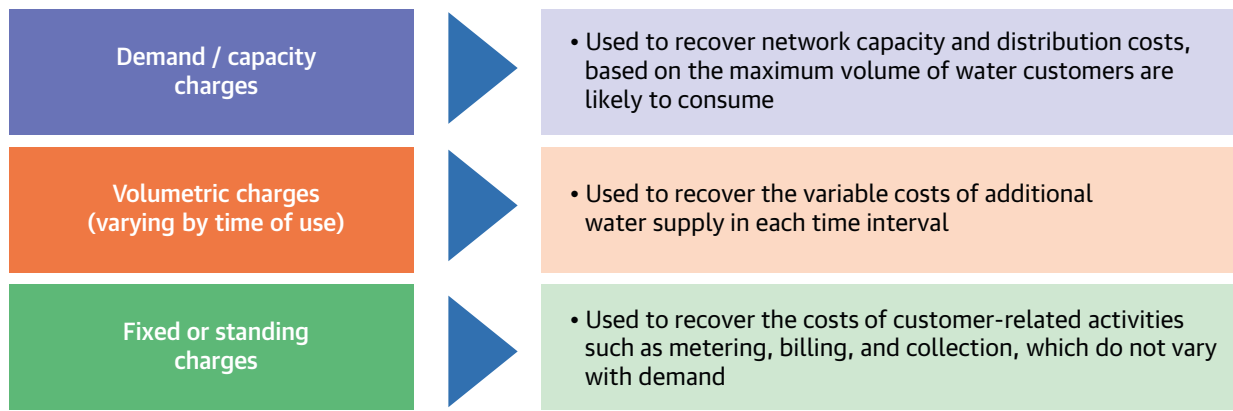 Demand / capacity
charges
• Used to recover network capacity and distribution costs,
based on the maximum volume of water customers are
likely to consume
Volumetric charges
(varying by time of use)
• Used to recover the variable costs of additional
water supply in each time interval
Fixed or standing
charges
• Used to recover the costs of customer-related activities
such as metering, billing, and collection, which do not vary
with demand